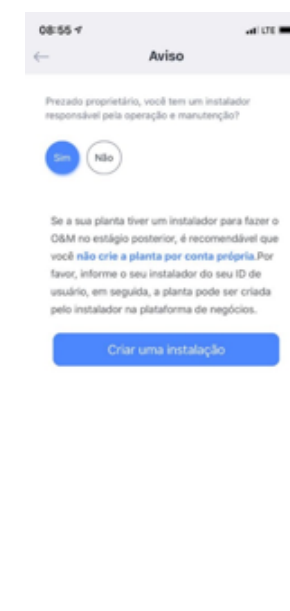 08:55
LTE
Aviso
Prezado proprietário, você tem um instalador
responsável pela operação e manutenção?
Sim
Não
Se a sua planta tiver um instalador para fazer o
O&M no estágio posterior, é recomendável que
você não crie a planta por conta própria.Por
favor, informe o seu instalador do seu ID de
usuário, em seguida, a planta pode ser criada
pelo instalador na plataforma de negócios.
Criar uma instalação